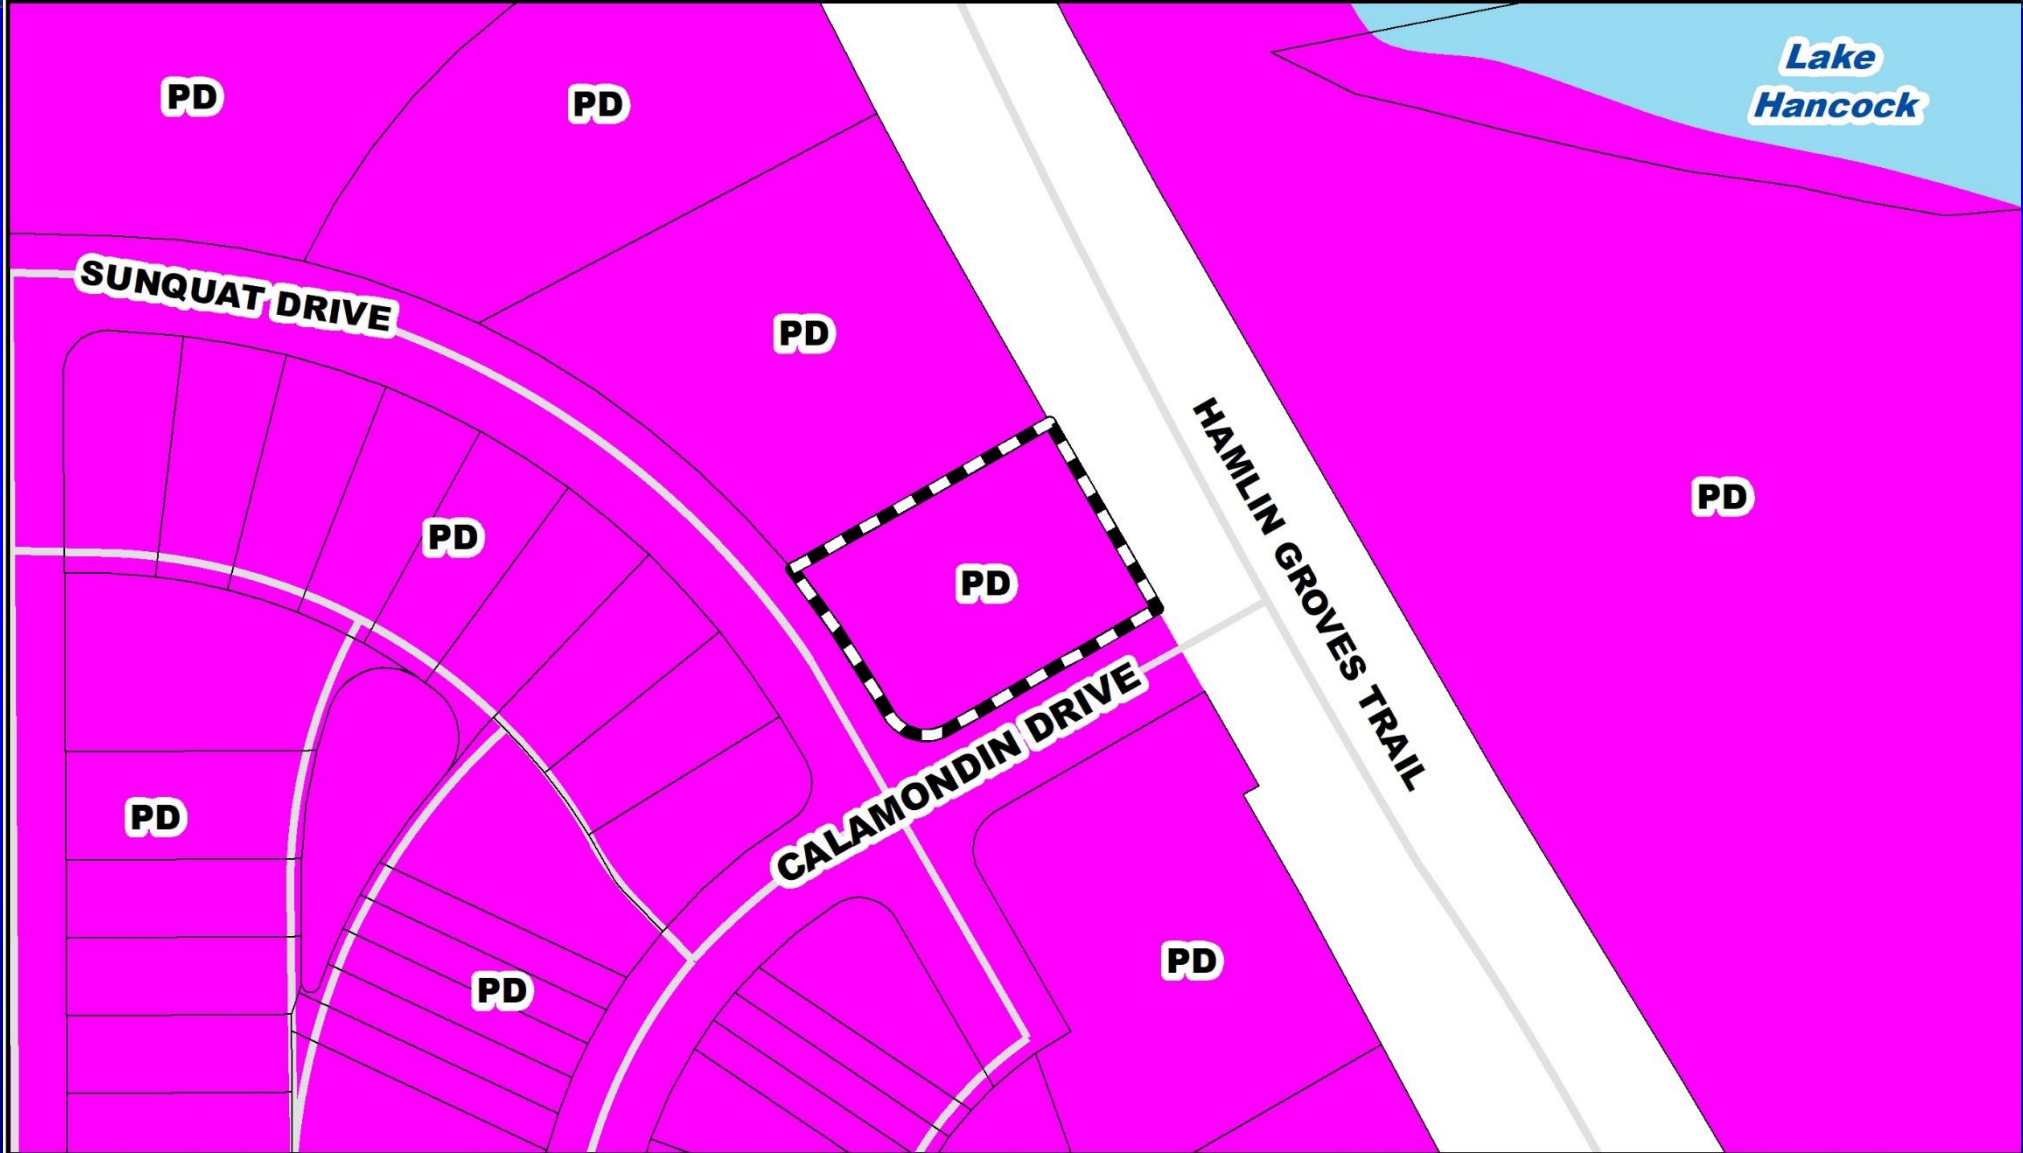 PD
PD
Lake
Hancock
SUNQUAT DRIVE
PD
HAMLIN GROVES TRAIL
PD
PD
PD
CALAMONDIN DRIVE
PD
PD
PD